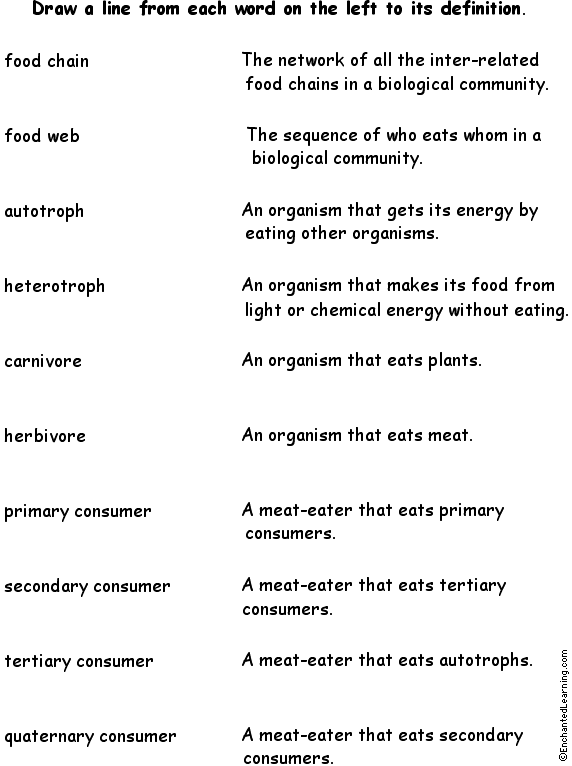 Draw a line from each word on the left to its definition.
food chain
The network of all the inter-related
food chains in a biological community.
food web
The sequence of who eats whom in a
biological community.
autotroph
An organism that gets its energy by
eating other organisms.
heterotroph
An organism that makes its food from
light or chemical energy without eating.
carnivore
An organism that eats plants.
herbivore
An organism that eats meat.
primary consumer
A meat-eater that eats primary
consumers.
secondary consumer
A meat-eater that eats tertiary
consumers.
tertiary consumer
A meat-eater that eats autotrophs.
quaternary consumer
A meat-eater that eats secondary
consumers.
©EnchantedLearning.com